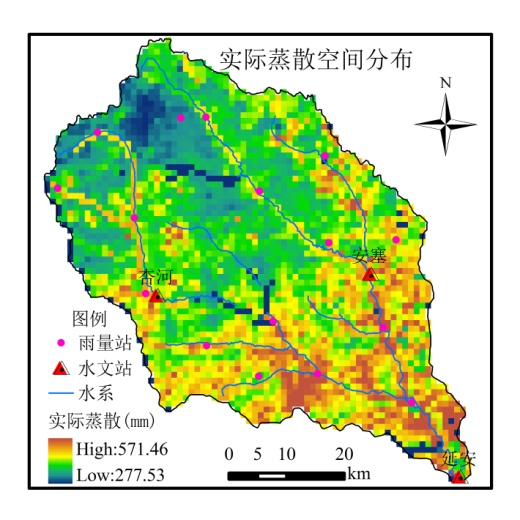 实际蒸散空间分布
N
安塞
杏河
图例
雨量站
水文站
水系
实际蒸散(mm)
High:571.46
Low:277.53
0 5 10 20
km
延安